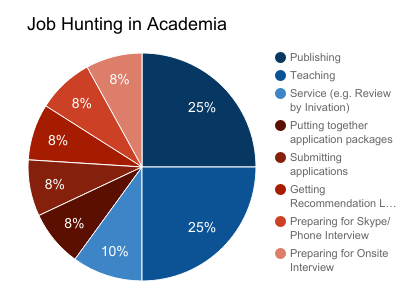 Job Hunting in Academia
25%
25%
10%
8%
8%
8%
8%
8%
Publishing
Teaching
Service (e.g. Review
by Inivation)
Putting together
application packages
Submitting
applications
Getting
Recommendation L…
Preparing for Skype/
Phone Interview
Preparing for Onsite
Interview